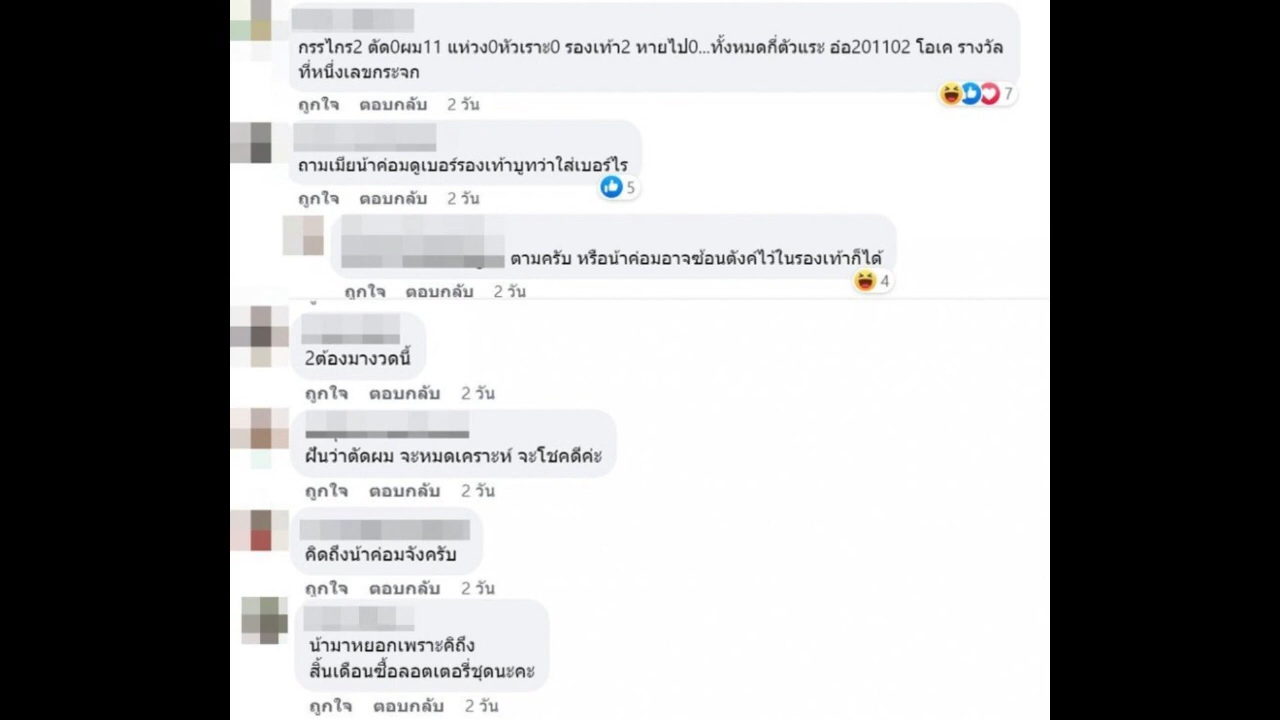 กรรไกร2 ตัด0ผม11 แห่วง0หัวเราะ0 รองเท้า2 หายไป0...ทั้งหมดกี่ตัวแระ อ๋อ201102 โอเค รางวัล
ที่หนึ่งเลขกระจก
ถูกใจ ตอบกลับ 2 วัน
7
ถามเมียน้าค่อมดูเบอร์รองเท้าบูทว่าใส่เบอร์ไร
ถูกใจ ตอบกลับ 2 วัน
5
ตามครับ หรือน้าค่อมอาจซ้อนตังค์ไว้ในรองเท้าก็ได้
ถูกใจ ตอบกลับ 2 วัน
4
2ต้องมางวดนี้
ถูกใจ ตอบกลับ 2 วัน
ฝันว่าตัดผม จะหมดเคราะห์ จะโชคดีค่ะ
ถูกใจ ตอบกลับ 2 วัน
คิดถึงน้าค่อมจังครับ
ถูกใจ ตอบกลับ 2 วัน
น้ามาหยอกเพราะคิถึง
สิ้นเดือนซื้อลอตเตอรี่ชุดนะคะ
ถูกใจ ตอบกลับ 2 วัน